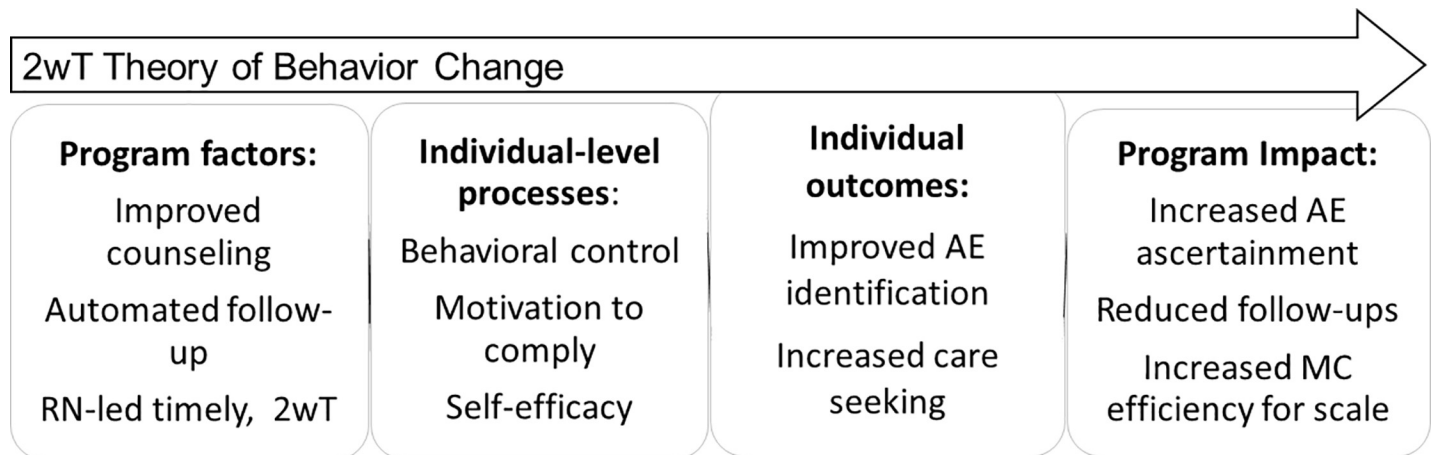 2wT Theory of Behavior Change
Program factors:
Improved
counseling
Automated follow-
up
RN-led timely, 2wT
Individual-level
processes:
Behavioral control
Motivation to
comply
Self-efficacy
Individual
outcomes:
Improved AE
identification
Increased care
seeking
Program Impact:
Increased AE
ascertainment
Reduced follow-ups
Increased MC
efficiency for scale